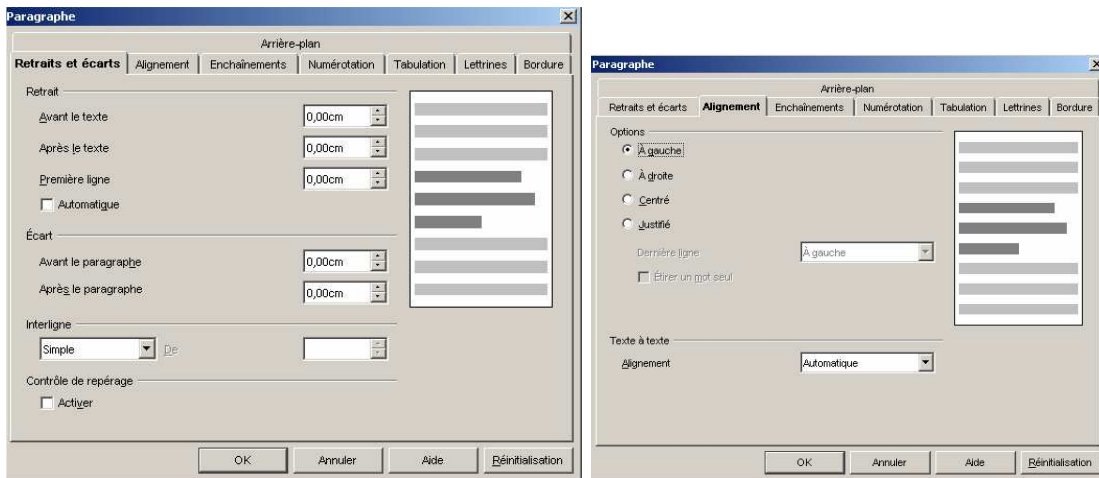 Paragraphe
Arrière-plan
Retraits et écarts Alignement Enchaînements Numérotation Tabulation Lettrines Bordure
Retrait
Avant le texte 0,00cm
Après le texte 0,00cm
Première ligne 0,00cm
Automatique
Écart
Avant le paragraphe 0,00cm
Après le paragraphe 0,00cm
Interligne
Simple De
Contrôle de repérage
Activer
OK Annuler Aide Réinitialisation
Paragraphe
Arrière-plan
Retraits et écarts Alignement Enchaînements Numérotation Tabulation Lettrines Bordure
Options
À gauche
À droite
Centré
Justifié
Dernière ligne À gauche
Étirer un mot seul
Texte à texte
Alignement Automatique
OK Annuler Aide Réinitialisation